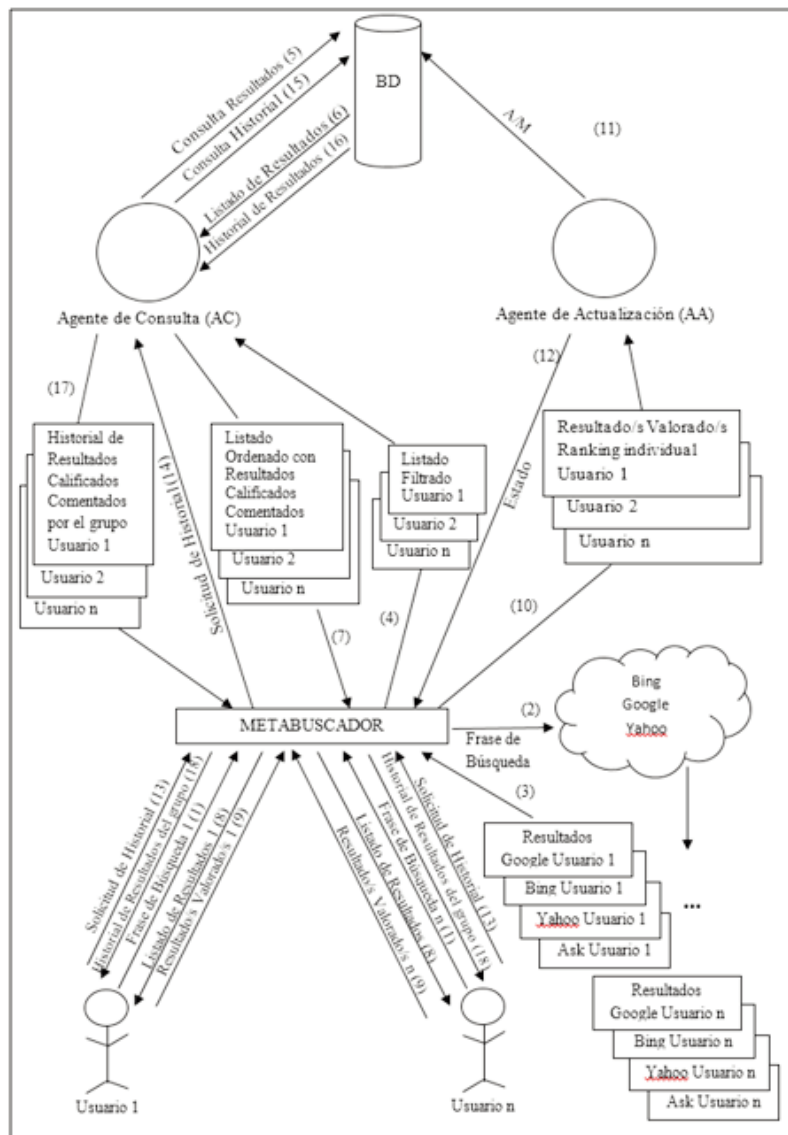 BD
Consulta Resultados (5)
Consulta Historial (15)
Listado de Resultados (6)
Historial de Resultados (16)
A/M
(11)
Agente de Consulta (AC)
Agente de Actualización (AA)
(17)
(12)
Historial de
Resultados
Calificados
Comentados
por el grupo
Usuario 1
Usuario 2
Usuario n
Solicitud de Historial (14)
Listado
Ordenado con
Resultados
Calificados
Comentados
Usuario 1
Usuario 2
Usuario n
Listado
Filtrado
Usuario 1
Usuario 2
Usuario n
Estado
Resultado/s Valorado/s
Ranking individual
Usuario 1
Usuario 2
Usuario n
(7)
(4)
(10)
METABUSCADOR
(2)
Frase de
Búsqueda
Bing
Google
Yahoo
(3)
Solicitud de Historial (13)
Historial de Resultados del grupo (18)
Frase de Búsqueda 1 (1)
Listado de Resultados 1 (8)
Resultado/s Valorado/s 1 (9)
Resultado/s Valorado/s n (9)
Listado de Resultados (8)
Frase de Búsqueda n (1)
Historial de Resultados del grupo (18)
Solicitud de Historial (13)
Resultados
Google Usuario 1
Bing Usuario 1
Yahoo Usuario 1
Ask Usuario 1
...
Resultados
Google Usuario n
Bing Usuario n
Yahoo Usuario n
Ask Usuario n
Usuario 1
Usuario n